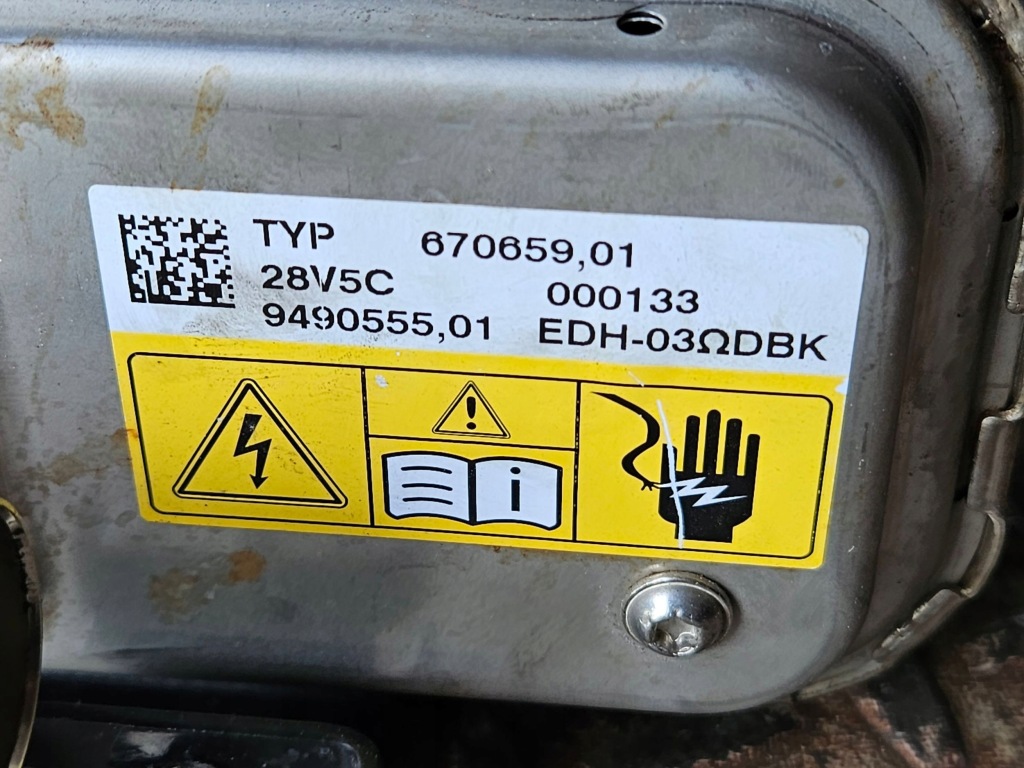 TYP 670659,01
28V5C 000133
9490555,01 EDH-03ΩDBK
i